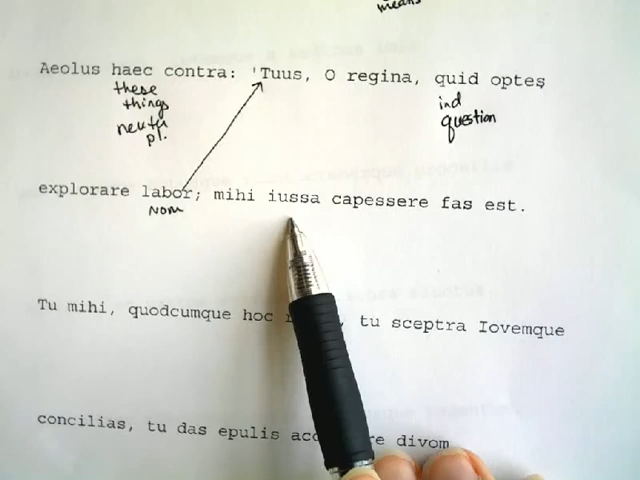 means
Aeolus haec contra: 'Tuus, O regina, quid optes
these
things
neuter
pl.
ind
question
explorare labor; mihi iussa capessere fas est.
Nom
Tu mihi, quodcumque hoc tu sceptra Iovemque
concilias, tu das epulis divom